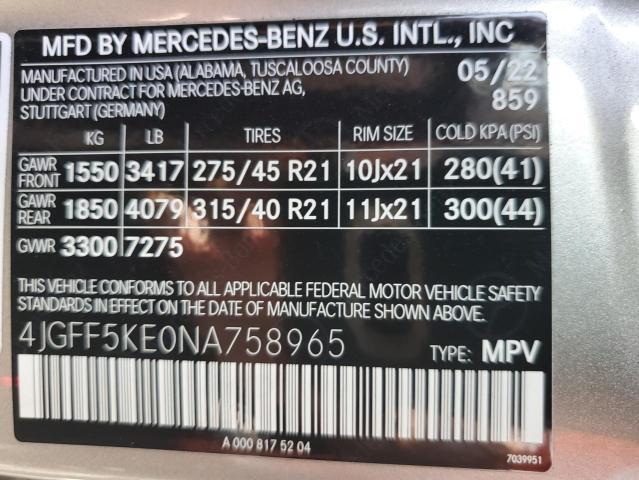 MFD BY MERCEDES-BENZ U.S. INTL., INC
MANUFACTURED IN USA (ALABAMA, TUSCALOOSA COUNTY) 05/22
UNDER CONTRACT FOR MERCEDES-BENZ AG,
STUTTGART (GERMANY) 859
KG LB TIRES RIM SIZE COLD KPA(PSI)
GAWR FRONT 1550 3417 275/45 R21 10Jx21 280(41)
GAWR REAR 1850 4079 315/40 R21 11Jx21 300(44)
GVWR 3300 7275
THIS VEHICLE CONFORMS TO ALL APPLICABLE FEDERAL MOTOR VEHICLE SAFETY
STANDARDS IN EFFECT ON THE DATE OF MANUFACTURE SHOWN ABOVE.
4JGFF5KE0NA758965 TYPE: MPV
A 000 817 52 04
7039951